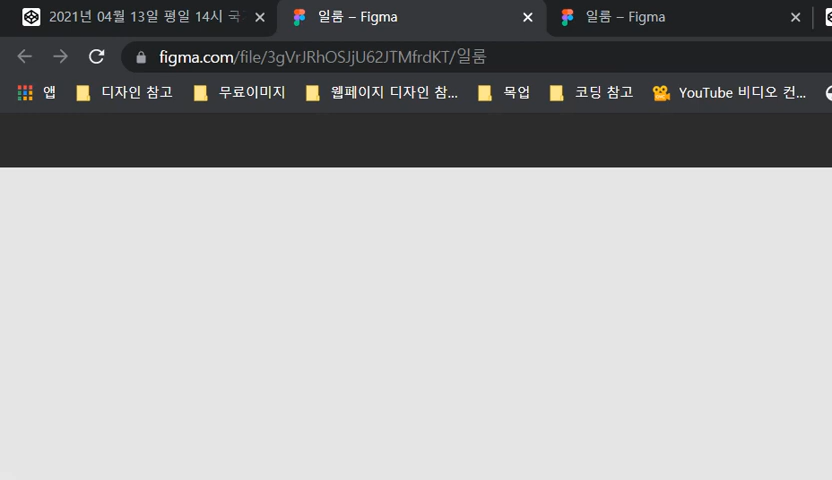 2021년 04월 13일 평일 14시 일룸 – Figma 일룸 – Figma
figma.com/file/3gVrJRhOSJjU62JTMfrdKT/일룸
앱 디자인 참고 무료이미지 웹페이지 디자인 참... 목업 코딩 참고 YouTube 비디오 컨...